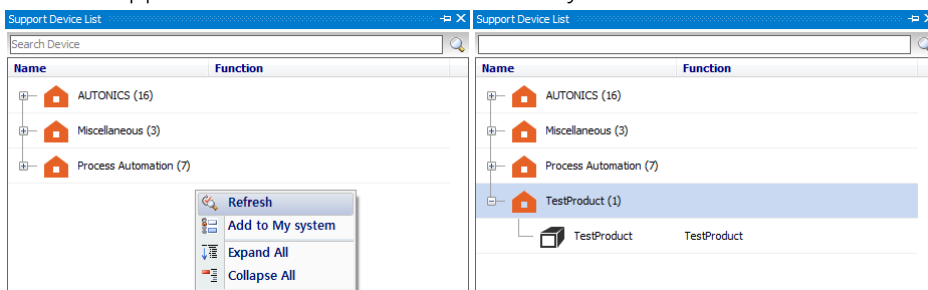 Support Device List
Search Device
Name Function
AUTONICS (16)
Miscellaneous (3)
Process Automation (7)
Refresh
Add to My system
Expand All
Collapse All
Support Device List
Name Function
AUTONICS (16)
Miscellaneous (3)
Process Automation (7)
TestProduct (1)
TestProduct TestProduct